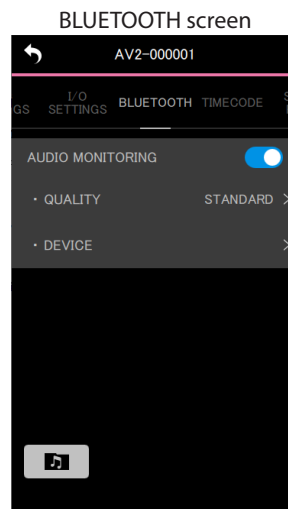 BLUETOOTH screen
AV2-000001
GS I/O SETTINGS BLUETOOTH TIMECODE
AUDIO MONITORING
・QUALITY STANDARD >
・DEVICE >